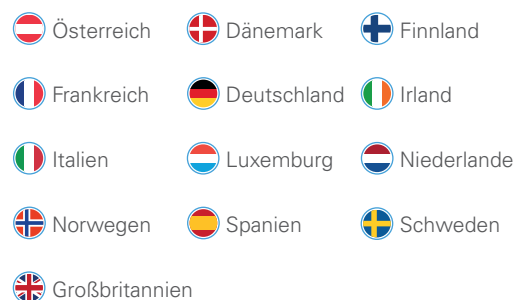 Österreich Dänemark Finnland
Frankreich Deutschland Irland
Italien Luxemburg Niederlande
Norwegen Spanien Schweden
Großbritannien